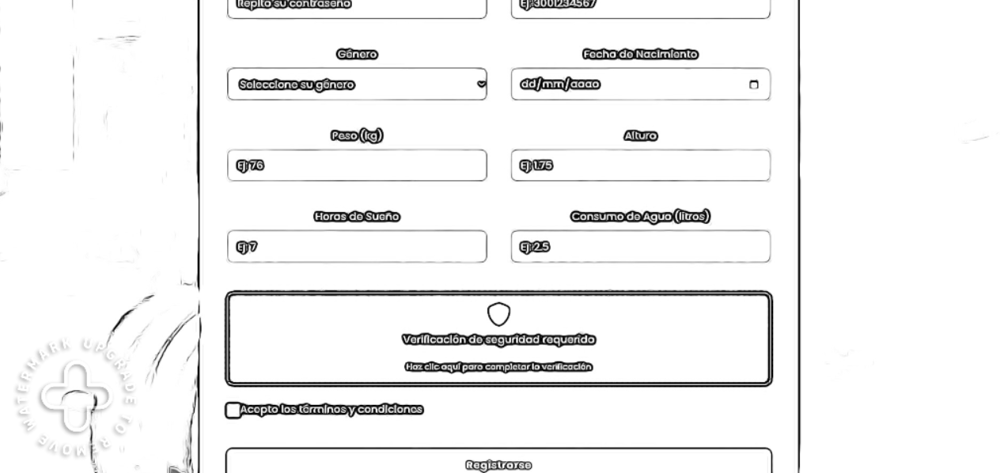 Repita su contraseña
Ej: 3001234567
Género
Fecha de Nacimiento
Seleccione su género
dd/mm/aaaa
Peso (kg)
Altura
Ej: 76
Ej: 1.75
Horas de Sueño
Consumo de Agua (litros)
Ej: 7
Ej: 2.5
Verificación de seguridad requerida
Haz clic aquí para completar la verificación
Acepto los términos y condiciones
Registrarse
UPGRADE TO REMOVE WATERMARK